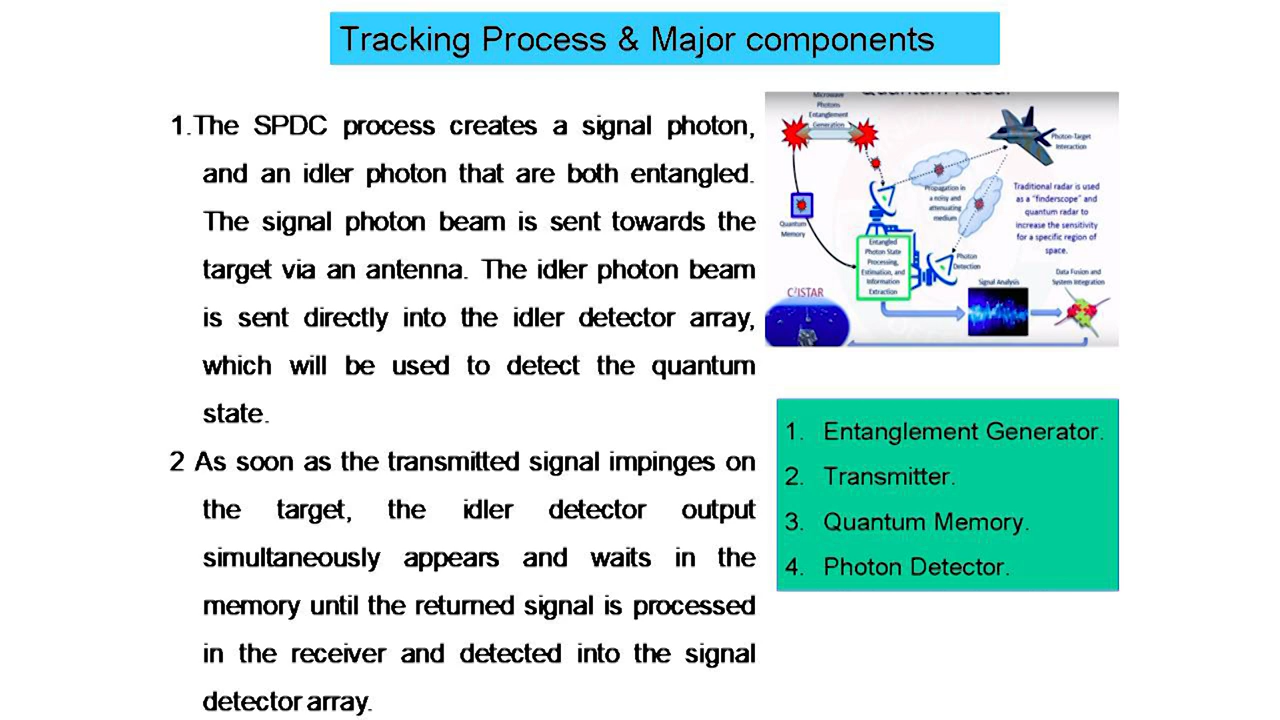 Tracking Process & Major components
1.The SPDC process creates a signal photon,
and an idler photon that are both entangled.
The signal photon beam is sent towards the
target via an antenna. The idler photon beam
is sent directly into the idler detector array,
which will be used to detect the quantum
state.
2 As soon as the transmitted signal impinges on
the target, the idler detector output
simultaneously appears and waits in the
memory until the returned signal is processed
in the receiver and detected into the signal
detector array.
Quantum Radar
Microwave
Photons
Entanglement
Generation
Photon-Target
Interaction
Propagation in
a noisy and
attenuating
medium
Traditional radar is used
as a "finderscope" and
quantum radar to
increase the sensitivity
for a specific region of
space.
Quantum
Memory
Entangled
Photon State
Processing,
Estimation, and
Information
Extraction
Photon
Detection
Signal Analysis
Data Fusion and
System Integration
C²ISTAR
1. Entanglement Generator.
2. Transmitter.
3. Quantum Memory.
4. Photon Detector.